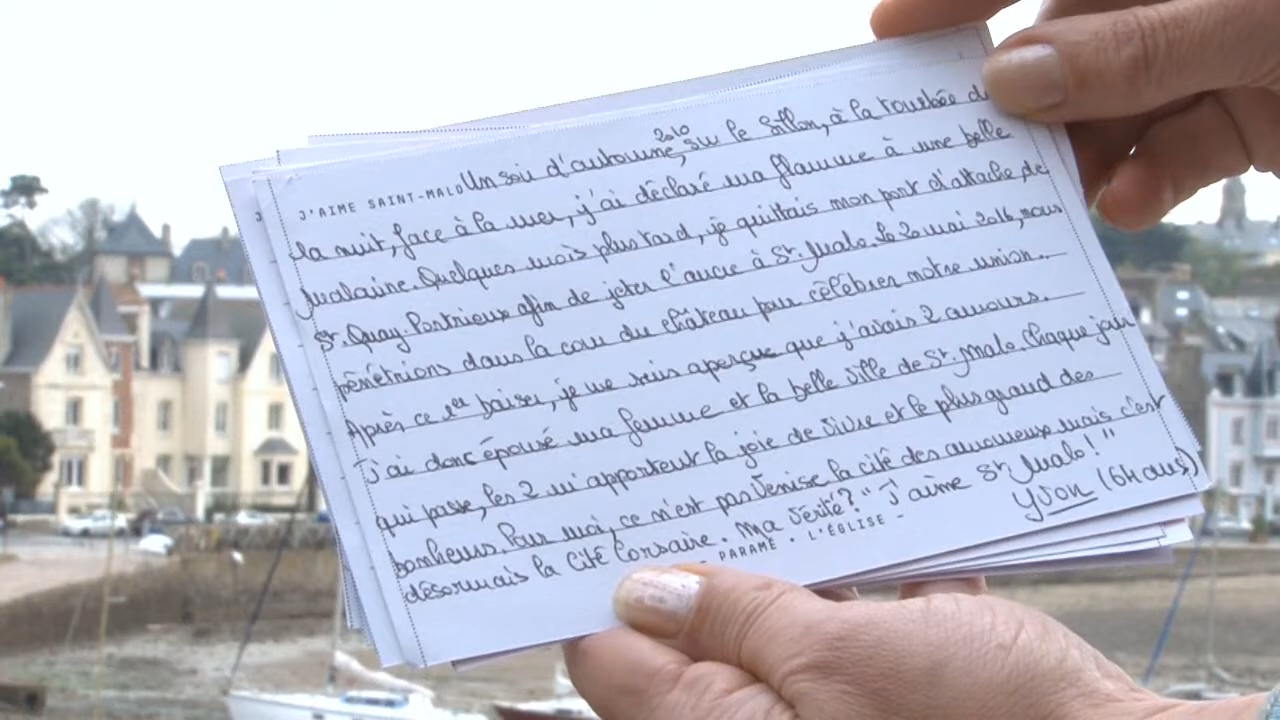 J'AIME SAINT-MALO Un soir d'automne 2010, sur le Sillon, à la tombée de
la nuit, face à la mer, j'ai déclaré ma flamme à une belle
Malouine. Quelques mois plus tard, je quittais mon port d'attache, de
St. Quay. Portrieux afin de jeter l'ancre à St. Malo. Le 20 mai 2016, nous
pénétrions dans la cour du château pour célébrer notre union.
Après ce 1er baiser, je me suis aperçue que j'avais 2 amours.
J'ai donc épousé ma femme et la belle ville de St. Malo. Chaque jour
qui passe, les 2 m'apportent la joie de vivre et le plus grand des
bonheurs. Pour moi, ce n'est pas Venise la cité des amoureux mais c'est
désormais la Cité Corsaire. Ma vérité? "J'aime St Malo!"
Yvon (64 ans)
PARAMÉ . L'ÉGLISE -